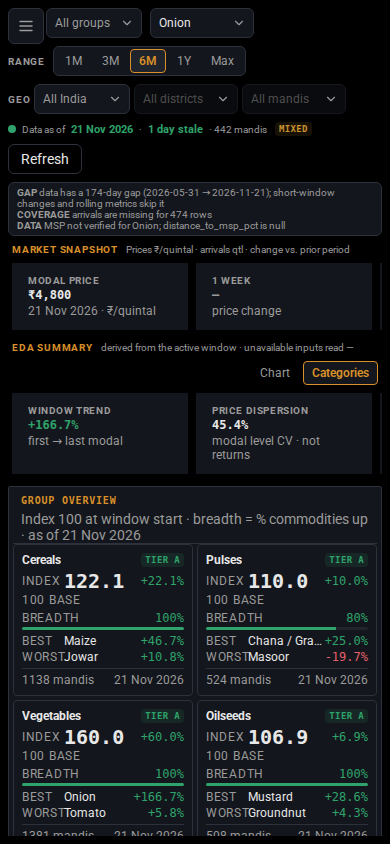 All groups
Onion
RANGE 1M 3M 6M 1Y Max
GEO All India All districts All mandis
Data as of 21 Nov 2026 · 1 day stale · 442 mandis MIXED
Refresh
GAP data has a 174-day gap (2026-05-31 → 2026-11-21); short-window
changes and rolling metrics skip it
COVERAGE arrivals are missing for 474 rows
DATA MSP not verified for Onion; distance_to_msp_pct is null
MARKET SNAPSHOT Prices ₹/quintal · arrivals qtl · change vs. prior period
MODAL PRICE
₹4,800
21 Nov 2026 · ₹/quintal
1 WEEK
—
price change
EDA SUMMARY derived from the active window · unavailable inputs read —
Chart Categories
WINDOW TREND
+166.7%
first → last modal
PRICE DISPERSION
45.4%
modal level CV · not
returns
GROUP OVERVIEW
Index 100 at window start · breadth = % commodities up
· as of 21 Nov 2026
Cereals TIER A
INDEX 122.1 +22.1%
100 BASE
BREADTH 100%
BEST Maize +46.7%
WORST Jowar +10.8%
1138 mandis 21 Nov 2026
Pulses TIER A
INDEX 110.0 +10.0%
100 BASE
BREADTH 80%
BEST Chana / Gra... +25.0%
WORST Masoor -19.7%
524 mandis 21 Nov 2026
Vegetables TIER A
INDEX 160.0 +60.0%
100 BASE
BREADTH 100%
BEST Onion +166.7%
WORST Tomato +5.8%
1381 mandis 21 Nov 2026
Oilseeds TIER A
INDEX 106.9 +6.9%
100 BASE
BREADTH 100%
BEST Mustard +28.6%
WORST Groundnut +4.3%
508 mandis 21 Nov 2026